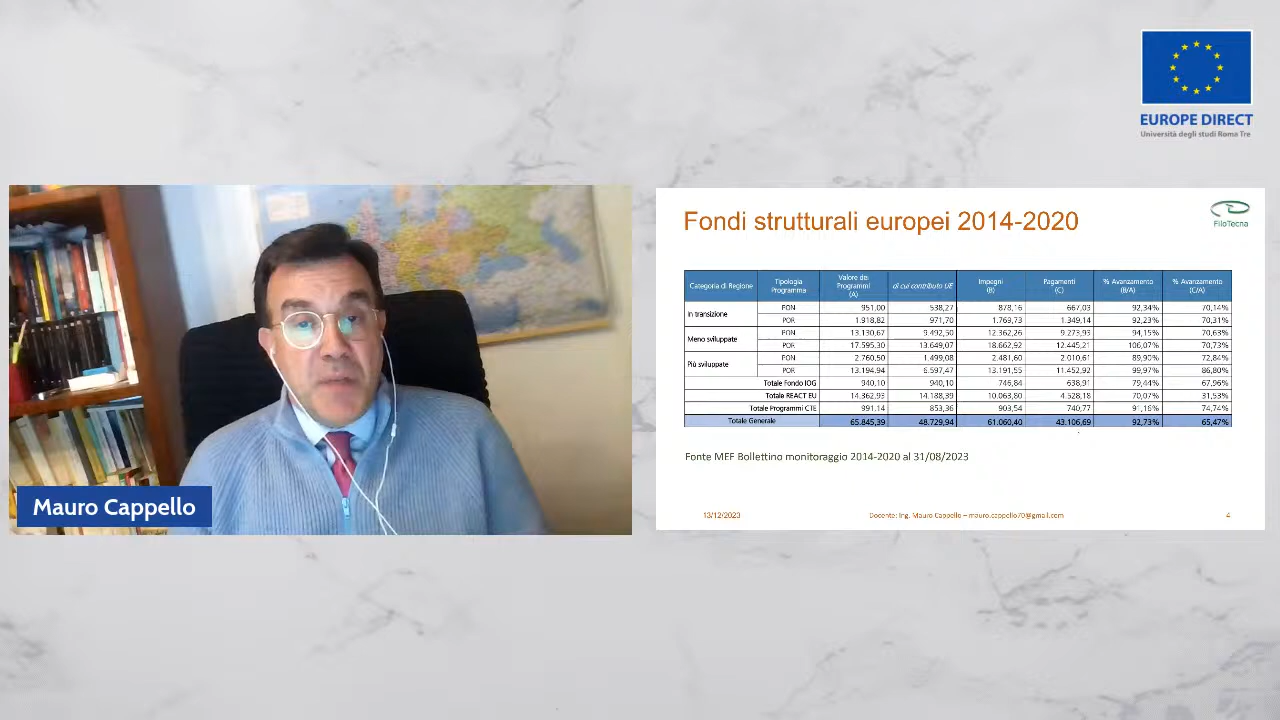 EUROPE DIRECT
Università degli studi Roma Tre
Mauro Cappello
Fondi strutturali europei 2014-2020
FiloTecna
Categoria di Regione Tipologia Programma Valore dei Programmi (A) di cui contributo UE Impegni (B) Pagamenti (C) % Avanzamento (B/A) % Avanzamento (C/A)
In transizione PON 951,00 538,27 878,16 667,03 92,34% 70,14%
POR 1.918,82 971,70 1.769,73 1.349,14 92,23% 70,31%
Meno sviluppate PON 13.130,67 9.492,50 12.362,26 9.273,93 94,15% 70,63%
POR 17.595,30 13.649,07 18.662,92 12.445,21 106,07% 70,73%
Più sviluppate PON 2.760,50 1.499,08 2.481,60 2.010,61 89,90% 72,84%
POR 13.194,94 6.597,47 13.191,55 11.452,92 99,97% 86,80%
Totale Fondo IOG 940,10 940,10 746,84 638,91 79,44% 67,96%
Totale REACT EU 14.362,93 14.188,39 10.063,80 4.528,18 70,07% 31,53%
Totale Programmi CTE 991,14 853,36 903,54 740,77 91,16% 74,74%
Totale Generale 65.845,39 48.729,94 61.060,40 43.106,69 92,73% 65,47%
Fonte MEF Bollettino monitoraggio 2014-2020 al 31/08/2023
13/12/2023 Docente: Ing. Mauro Cappello – mauro.cappello70@gmail.com 4